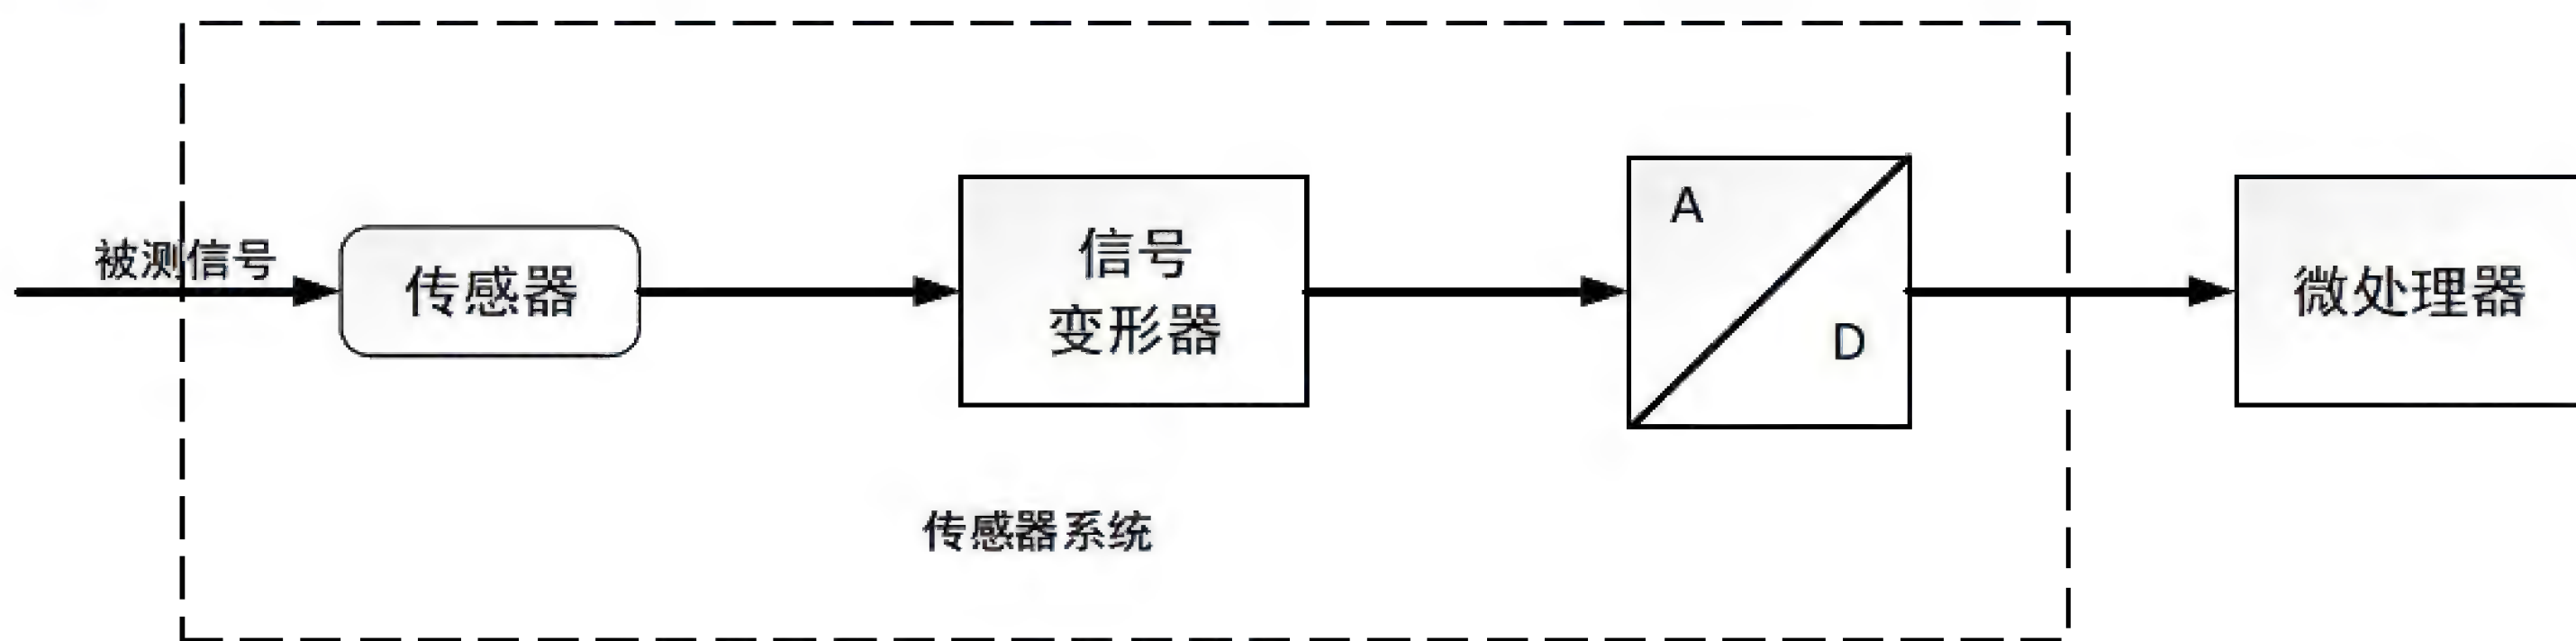 被测信号
传感器
信号
变形器
A
D
微处理器
传感器系统